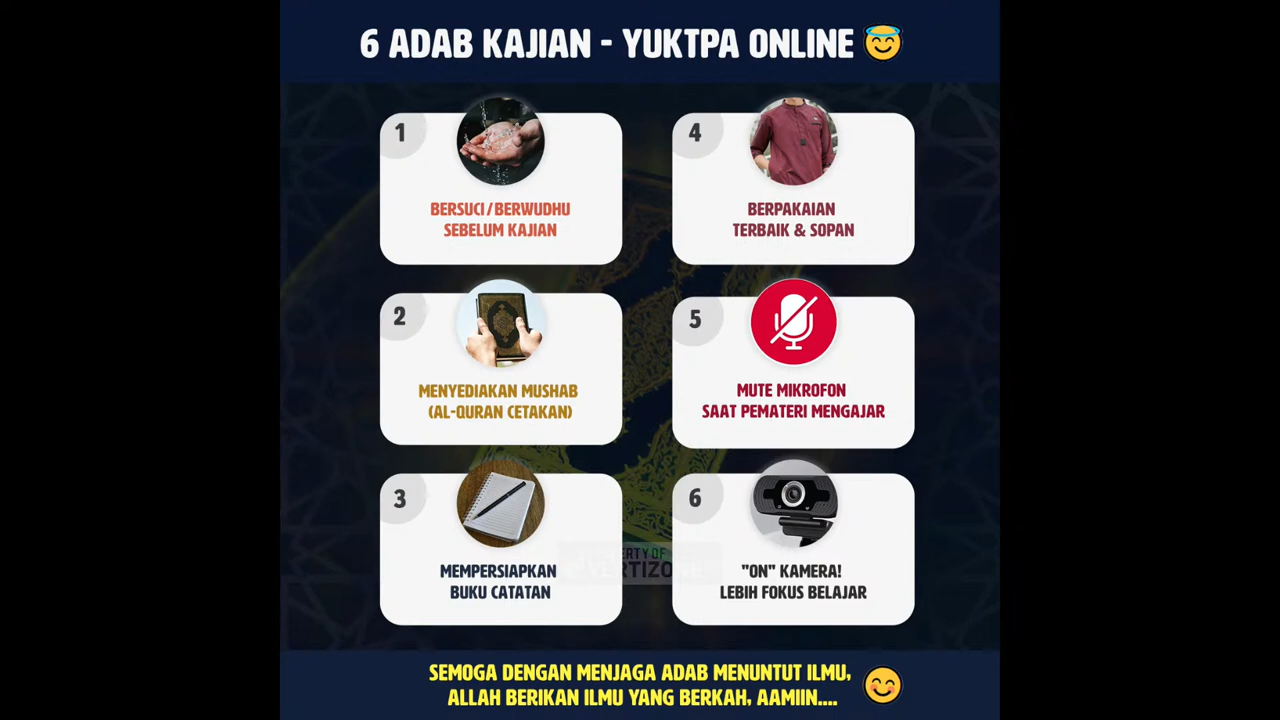 6 ADAB KAJIAN - YUKTPA ONLINE
1
BERSUCI/BERWUDHU
SEBELUM KAJIAN
2
MENYEDIAKAN MUSHAB
(AL-QURAN CETAKAN)
3
MEMPERSIAPKAN
BUKU CATATAN
4
BERPAKAIAN
TERBAIK & SOPAN
5
MUTE MIKROFON
SAAT PEMATERI MENGAJAR
6
"ON" KAMERA!
LEBIH FOKUS BELAJAR
SEMOGA DENGAN MENJAGA ADAB MENUNTUT ILMU,
ALLAH BERIKAN ILMU YANG BERKAH, AAMIIN....